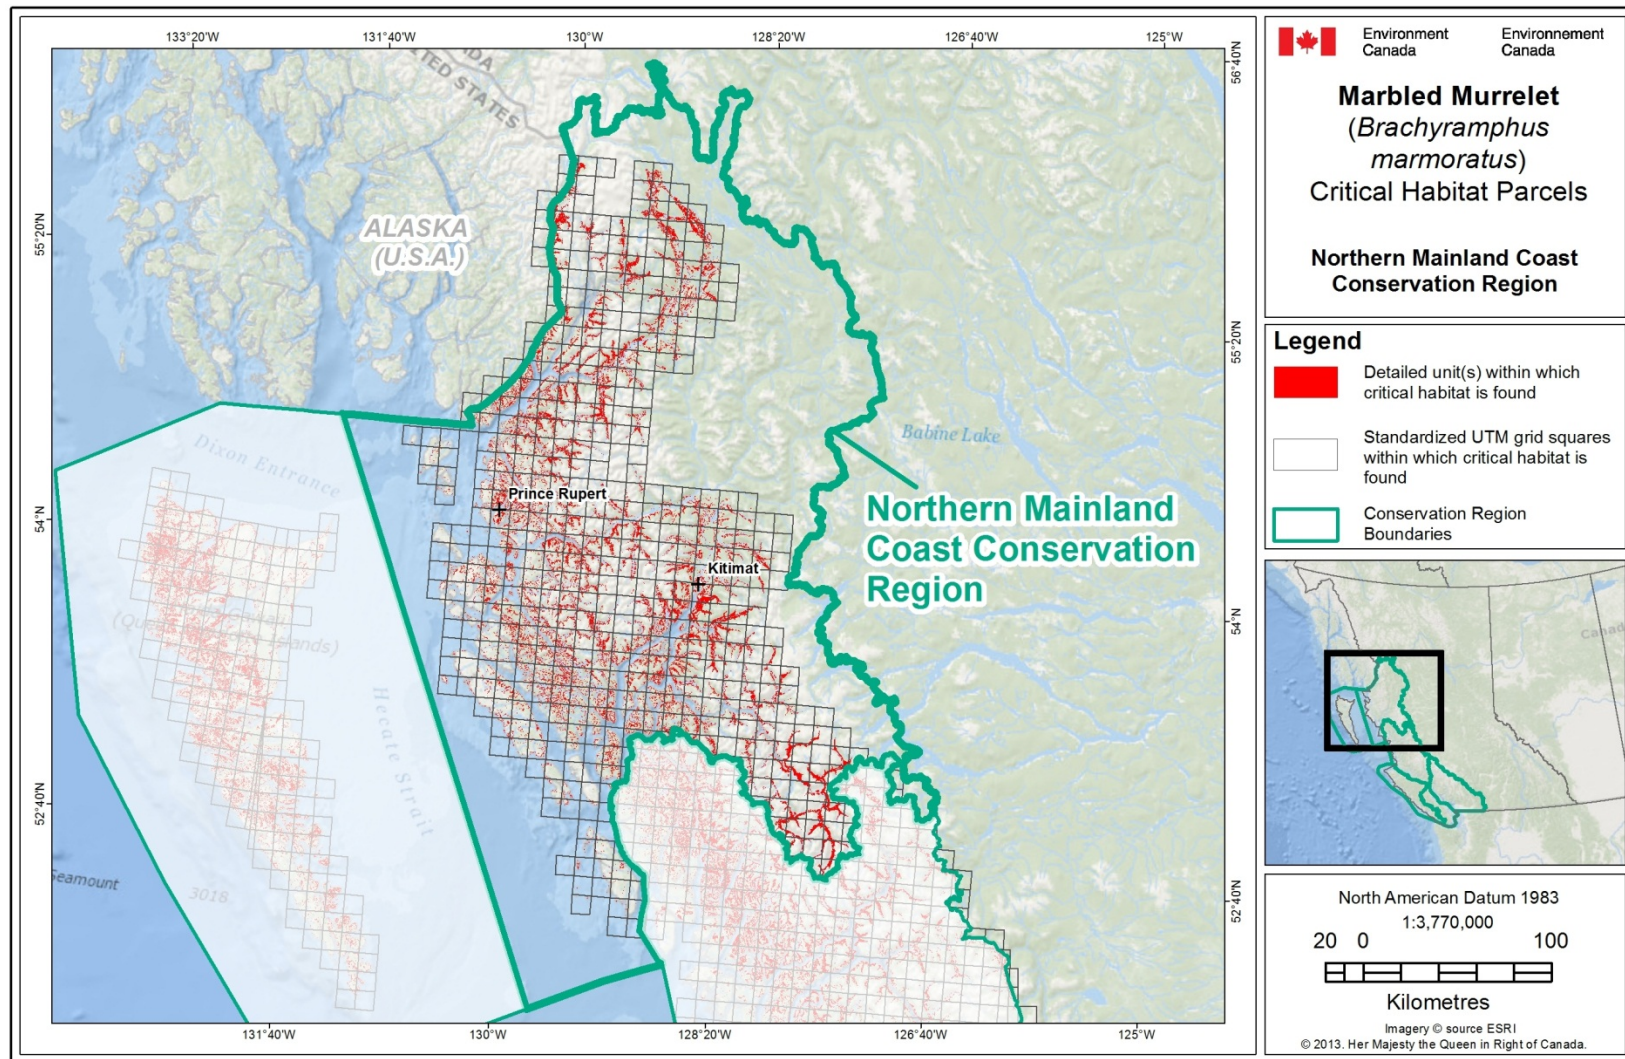 133°20'W
131°40'W
130°W
128°20'W
126°40'W
125°W
56°40'N
55°20'N
54°N
52°40'N
55°20'N
54°N
52°40'N
131°40'W
130°W
128°20'W
126°40'W
125°W
UNITED STATES
ALASKA
(U.S.A.)
Dixon Entrance
Prince Rupert
Kitimat
Babine Lake
Northern Mainland
Coast Conservation
Region
Hecate Strait
Seamount
3018
Environment
Canada
Environnement
Canada
Marbled Murrelet
(Brachyramphus
marmoratus)
Critical Habitat Parcels
Northern Mainland Coast
Conservation Region
Legend
Detailed unit(s) within which
critical habitat is found
Standardized UTM grid squares
within which critical habitat is
found
Conservation Region
Boundaries
North American Datum 1983
1:3,770,000
20 0 100
Kilometres
Imagery © source ESRI
© 2013. Her Majesty the Queen in Right of Canada.